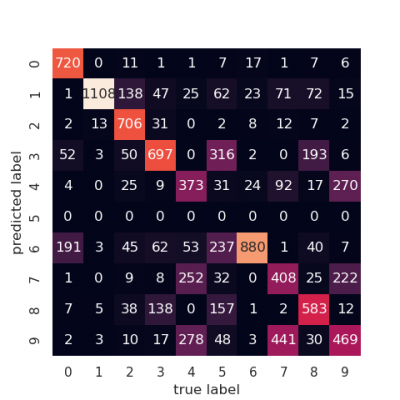 0 720 0 11 1 1 7 17 1 7 6
1 1 1108 138 47 25 62 23 71 72 15
2 2 13 706 31 0 2 8 12 7 2
3 52 3 50 697 0 316 2 0 193 6
4 4 0 25 9 373 31 24 92 17 270
5 0 0 0 0 0 0 0 0 0 0
6 191 3 45 62 53 237 880 1 40 7
7 1 0 9 8 252 32 0 408 25 222
8 7 5 38 138 0 157 1 2 583 12
9 2 3 10 17 278 48 3 441 30 469
0 1 2 3 4 5 6 7 8 9
true label
predicted label